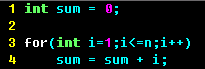 1 int sum = 0;
2
3 for(int i=1;i<=n;i++)
4     sum = sum + i;